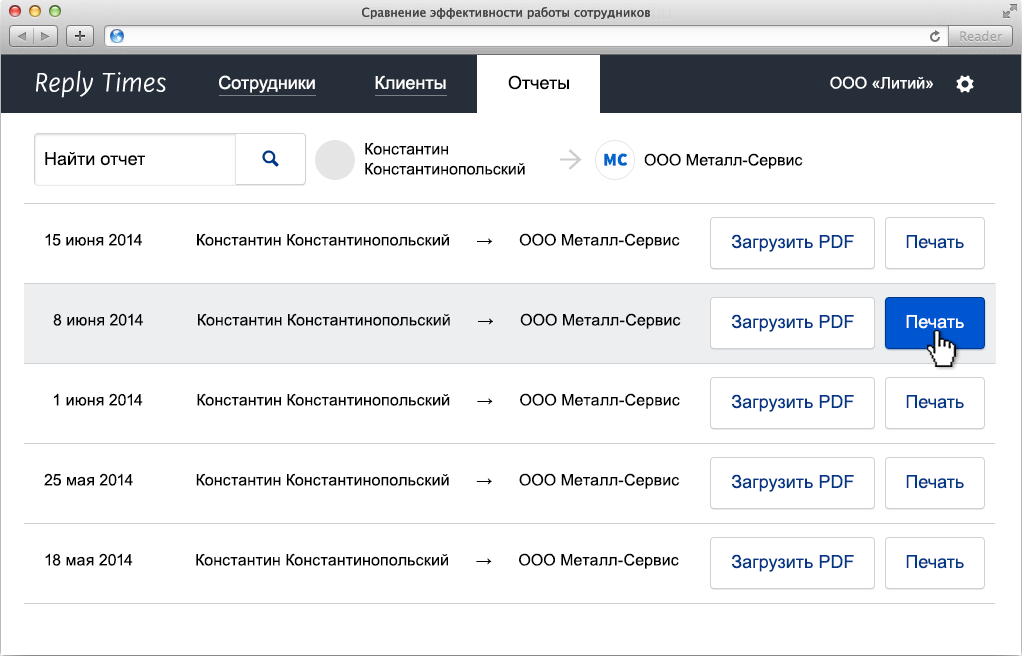 Сравнение эффективности работы сотрудников
Reader
Reply Times
Сотрудники
Клиенты
Отчеты
ООО «Литий»
Найти отчет
Константин
Константинопольский
МС
ООО Металл-Сервис
15 июня 2014 Константин Константинопольский → ООО Металл-Сервис Загрузить PDF Печать
8 июня 2014 Константин Константинопольский → ООО Металл-Сервис Загрузить PDF Печать
1 июня 2014 Константин Константинопольский → ООО Металл-Сервис Загрузить PDF Печать
25 мая 2014 Константин Константинопольский → ООО Металл-Сервис Загрузить PDF Печать
18 мая 2014 Константин Константинопольский → ООО Металл-Сервис Загрузить PDF Печать